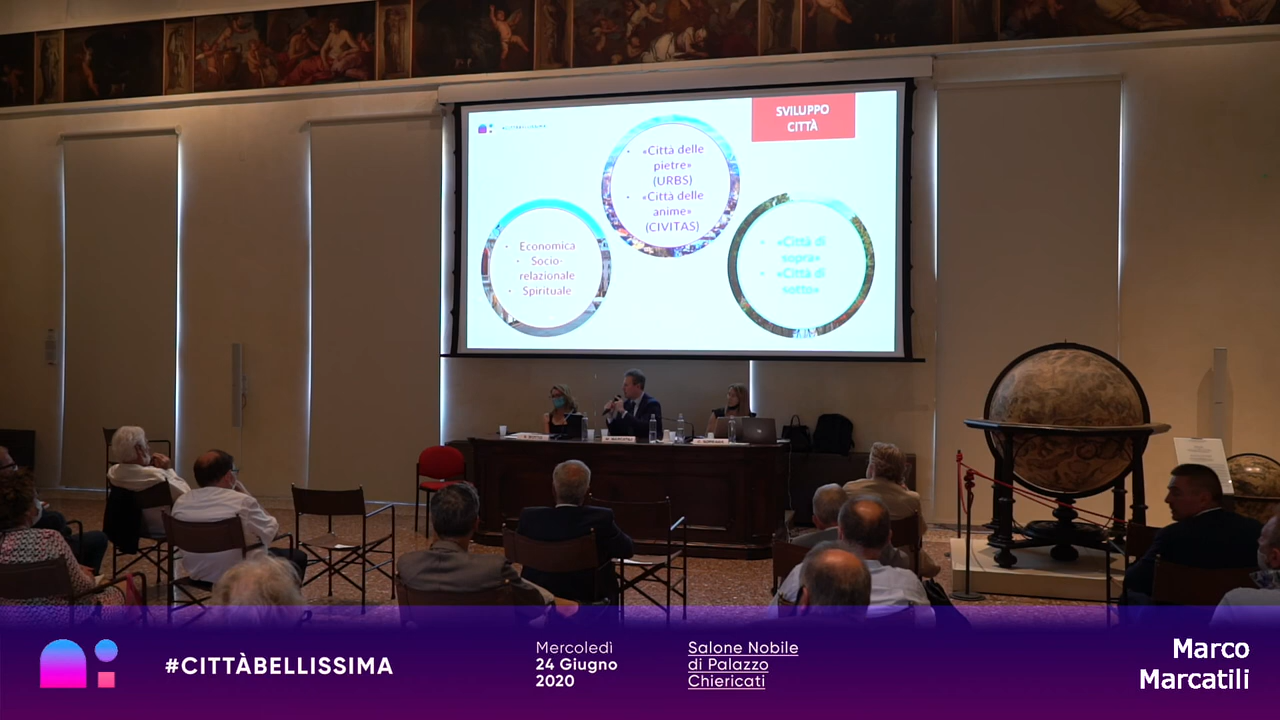 #CITTÀBELLISSIMA
SVILUPPO
CITTÀ
• «Città delle
pietre»
(URBS)
• «Città delle
anime»
(CIVITAS)
• Economica
• Socio-
relazionale
• Spirituale
• «Città di
sopra»
• «Città di
sotto»
#CITTÀBELLISSIMA
Mercoledì
24 Giugno
2020
Salone Nobile
di Palazzo
Chiericati
Marco
Marcatili